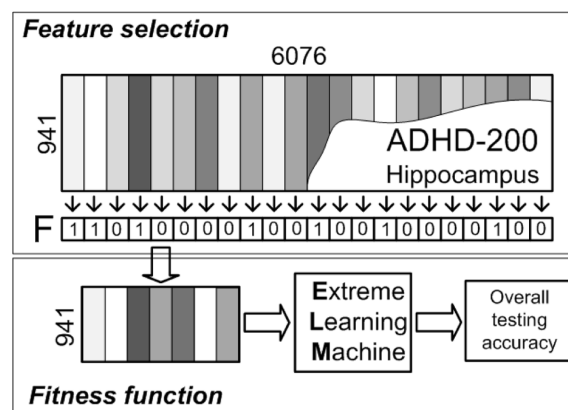 Feature selection
6076
941
ADHD-200
Hippocampus
F 1 1 0 1 0 0 0 0 1 0 0 1 0 0 1 0 0 0 0 1 0 0
941
Extreme
Learning
Machine
Overall
testing
accuracy
Fitness function